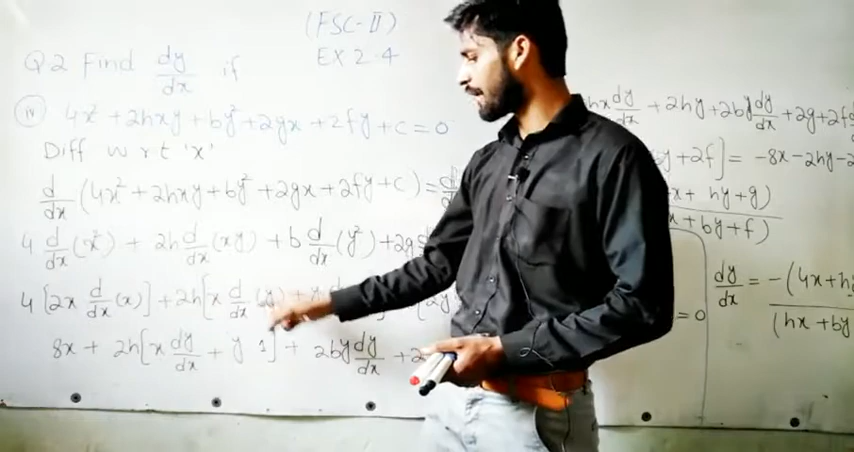 (FSC-II)
EX 2.4
Q2 Find dy/dx if
(iv) 4x² + 2hxy + by² + 2gx + 2fy + c = 0
Diff w r t 'x'
d/dx (4x² + 2hxy + by² + 2gx + 2fy + c) = d
4 d/dx (x²) + 2h d/dx (xy) + b d/dx (y²) + 2g
4 [2x d/dx (x)] + 2h [x d/dx (y) + y
8x + 2h [x dy/dx + y 1] + 2by dy/dx + 2
hx dy/dx + 2hy + 2by dy/dx + 2g + 2f
+ 2f] = -8x - 2hy - 2
x + hy + g)
x + by + f)
= 0
dy/dx = -(4x + h
(hx + by